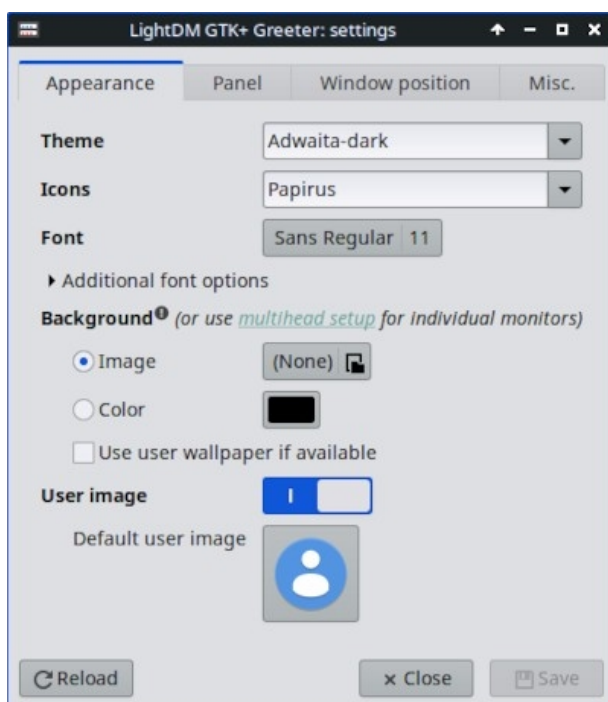 LightDM GTK+ Greeter: settings
Appearance Panel Window position Misc.
Theme Adwaita-dark
Icons Papirus
Font Sans Regular 11
Additional font options
Background (or use multihead setup for individual monitors)
Image (None)
Color
Use user wallpaper if available
User image
Default user image
Reload Close Save